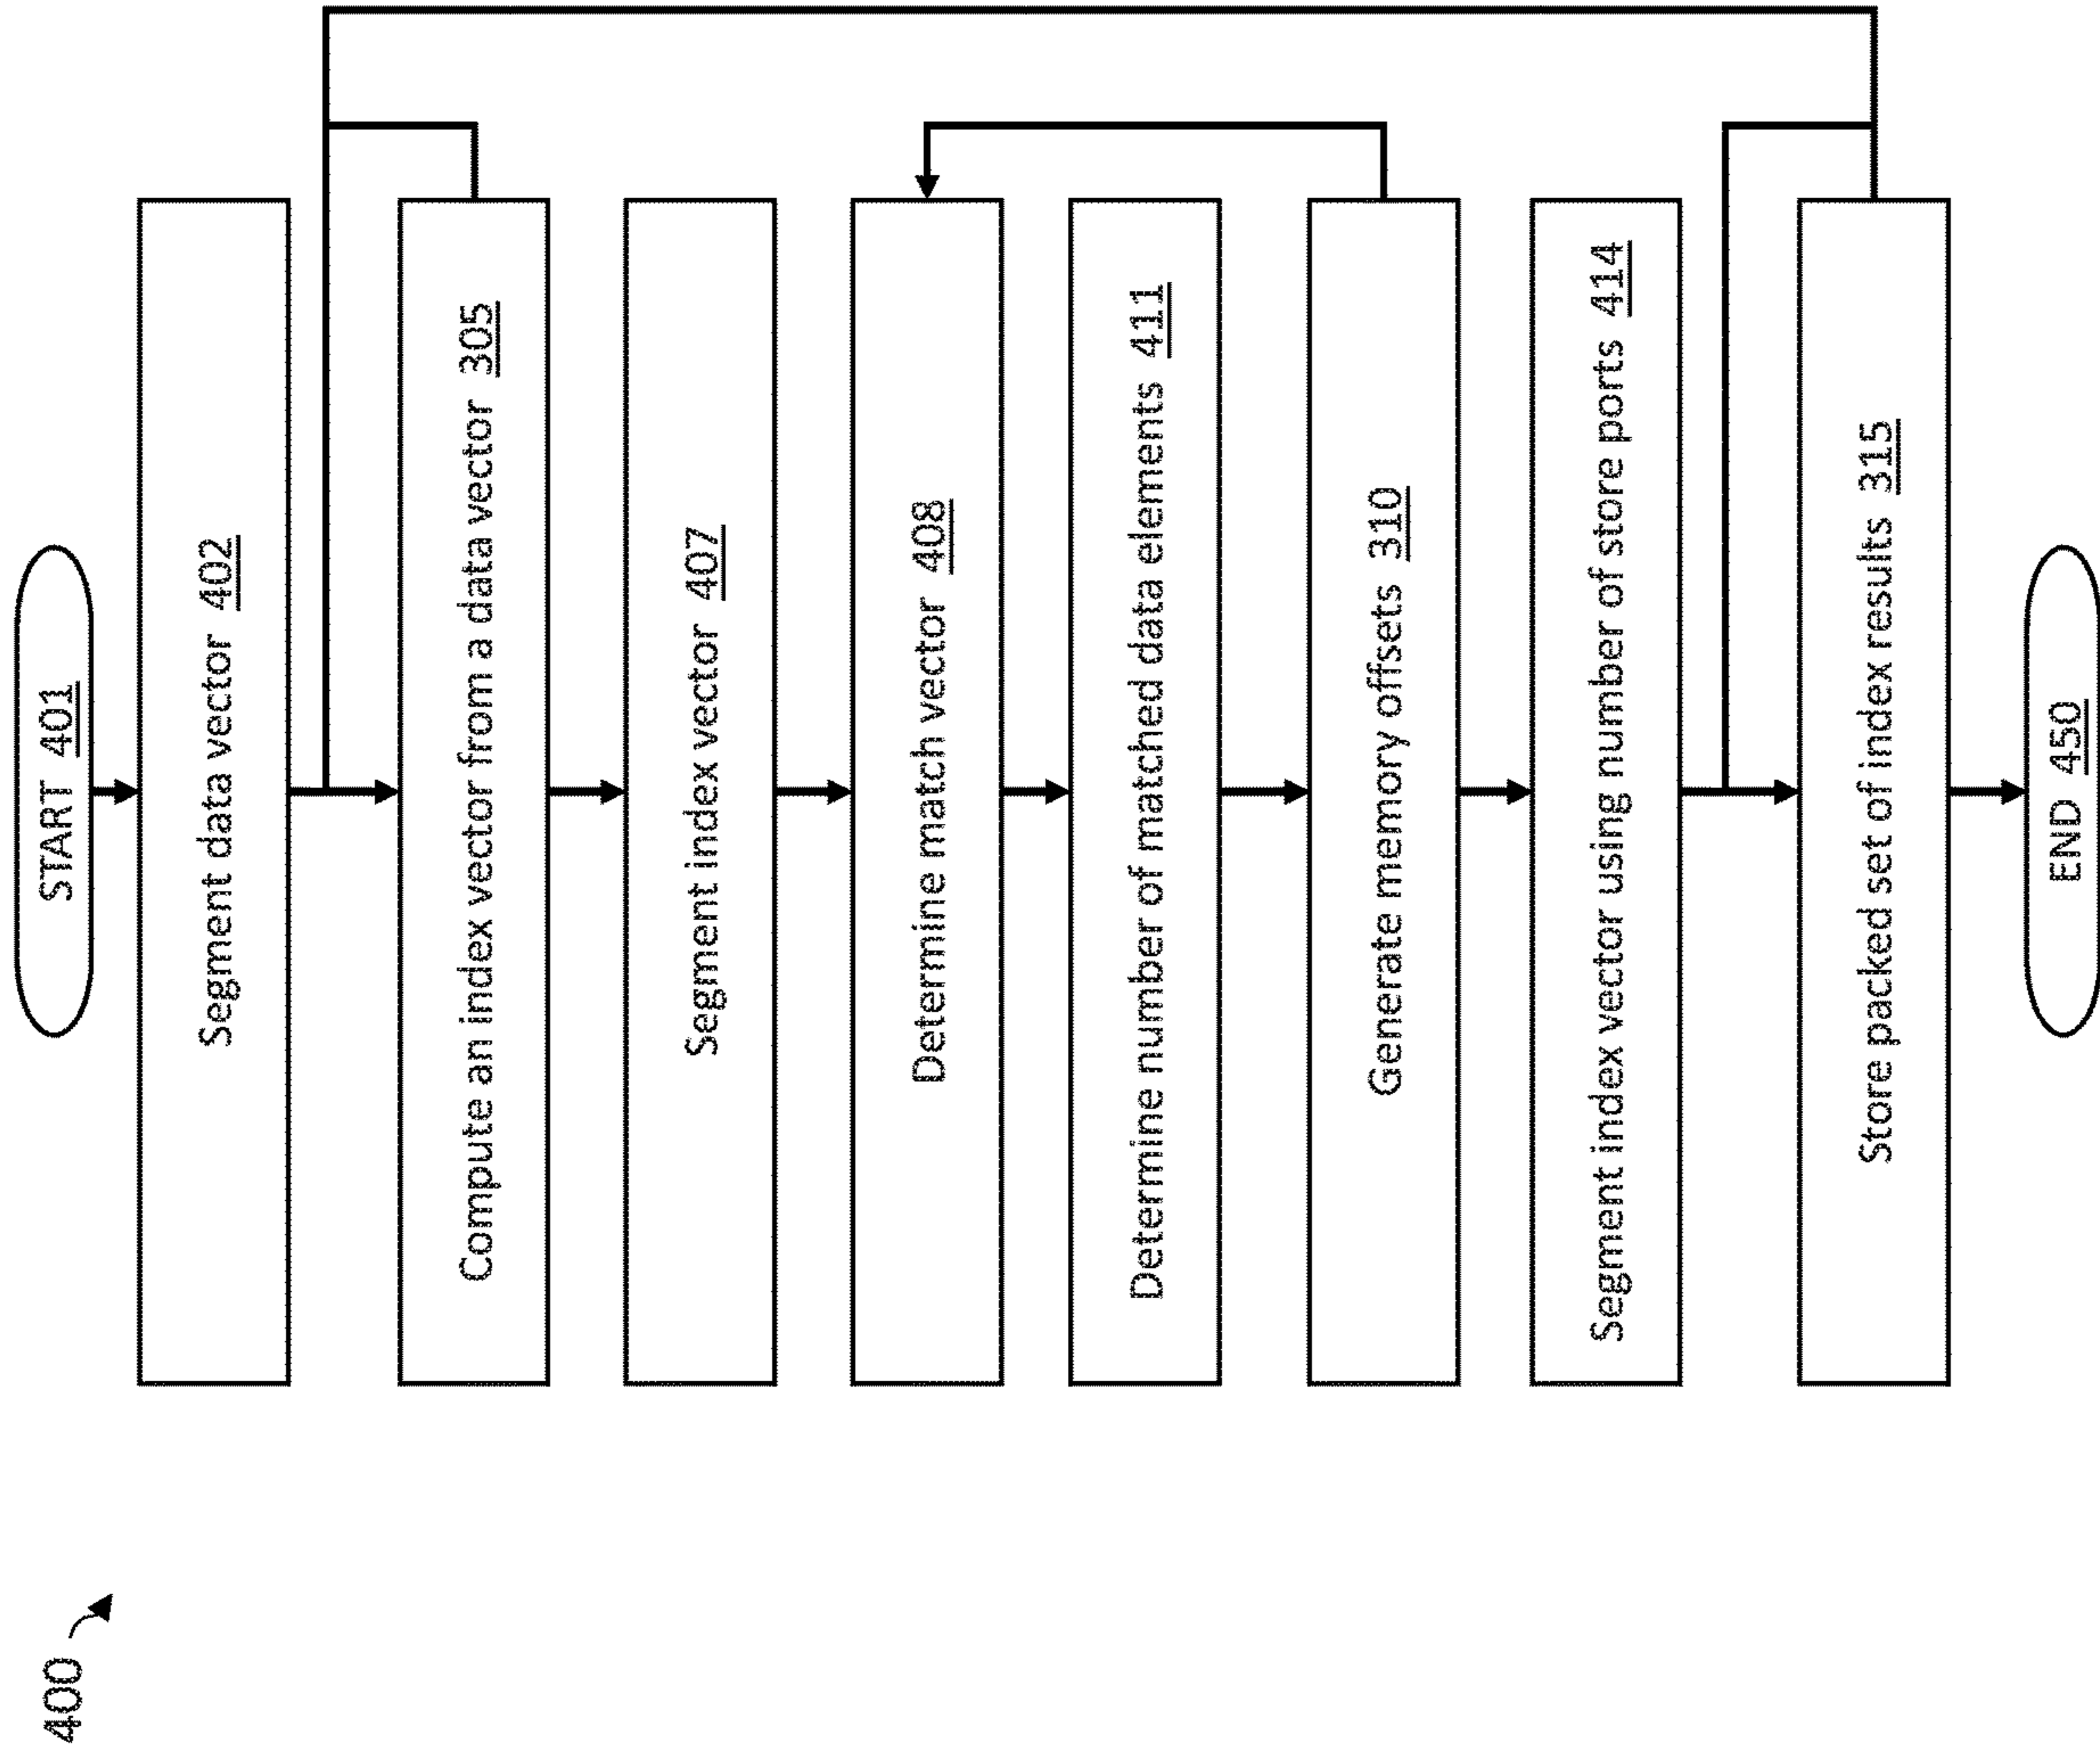 400
START 401
Segment data vector 402
Compute an index vector from a data vector 305
Segment index vector 407
Determine match vector 408
Determine number of matched data elements 411
Generate memory offsets 310
Segment index vector using number of store ports 414
Store packed set of index results 315
END 450